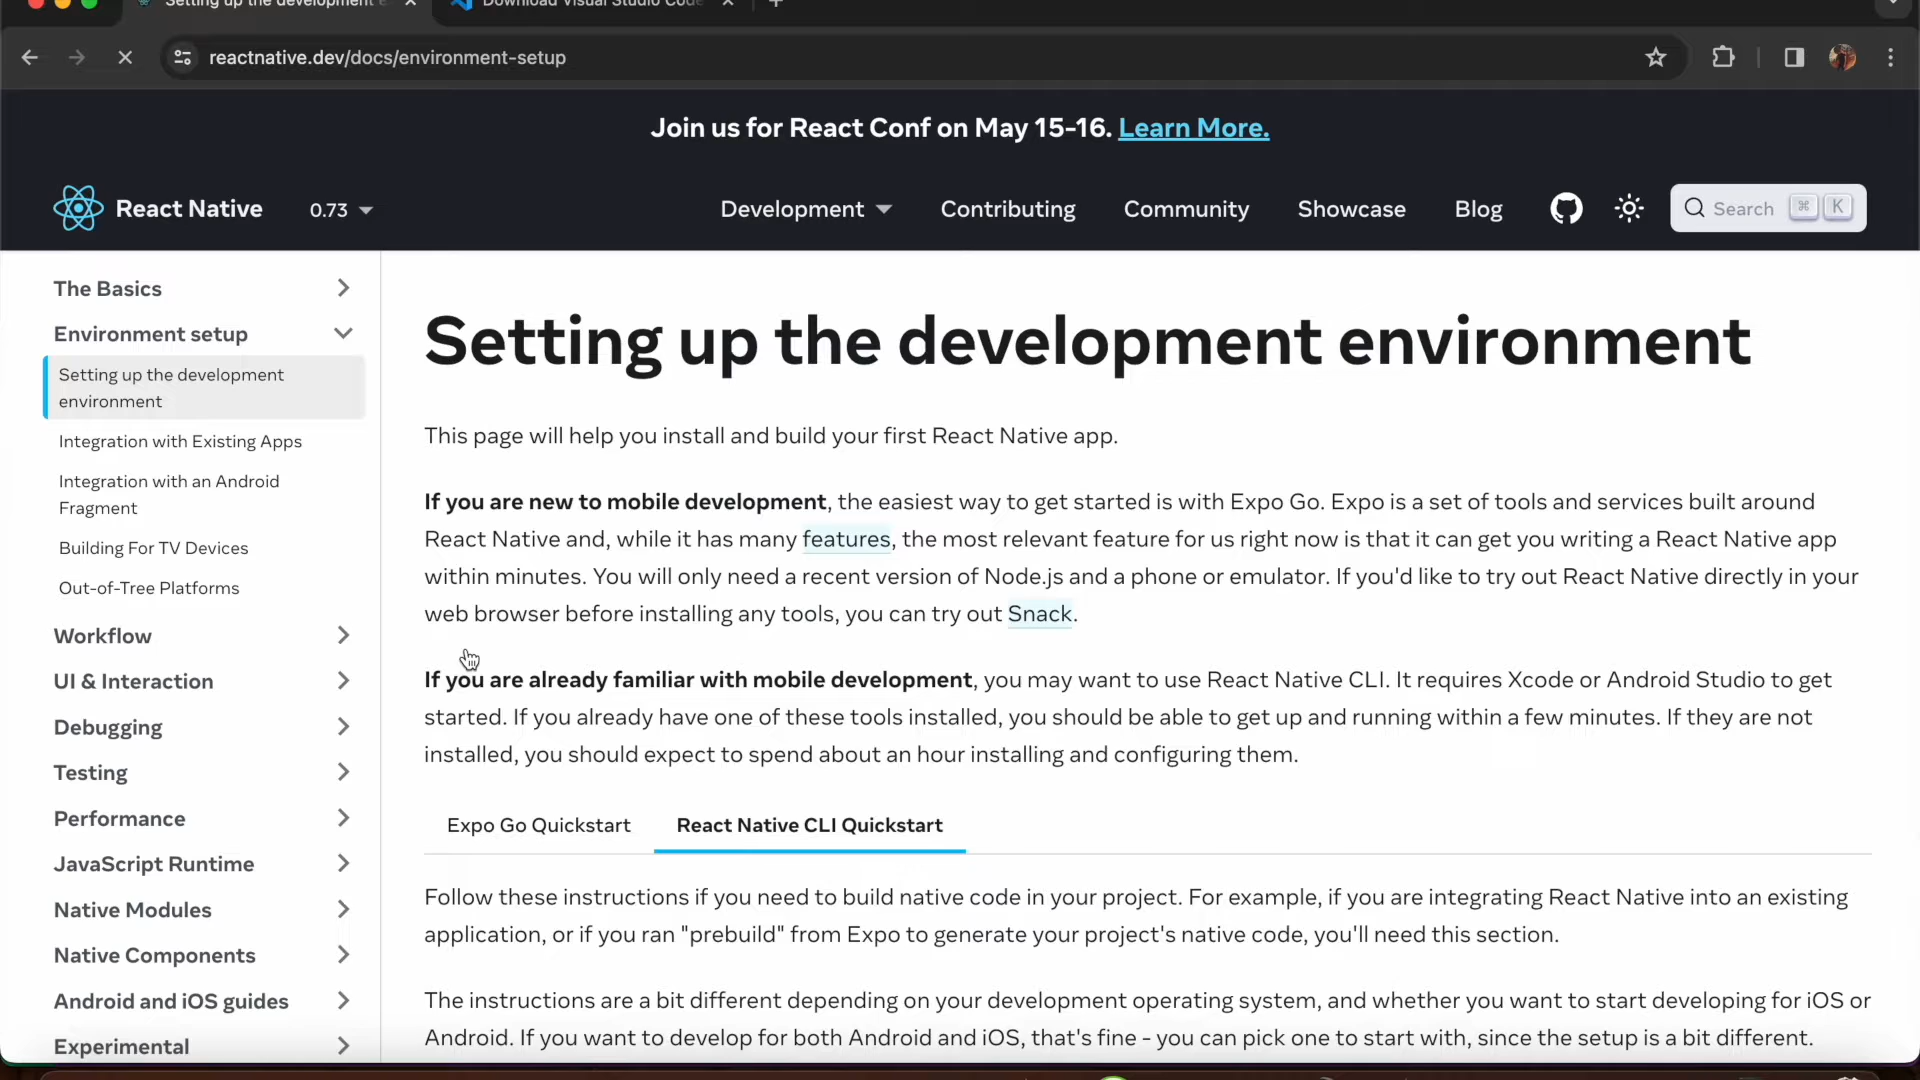 Setting up the development e
Download Visual Studio Code
reactnative.dev/docs/environment-setup
Join us for React Conf on May 15-16. Learn More.
React Native
0.73
Development
Contributing
Community
Showcase
Blog
Search
⌘
K
The Basics
Environment setup
Setting up the development
environment
Integration with Existing Apps
Integration with an Android
Fragment
Building For TV Devices
Out-of-Tree Platforms
Workflow
UI & Interaction
Debugging
Testing
Performance
JavaScript Runtime
Native Modules
Native Components
Android and iOS guides
Experimental
Setting up the development environment
This page will help you install and build your first React Native app.
If you are new to mobile development, the easiest way to get started is with Expo Go. Expo is a set of tools and services built around
React Native and, while it has many features, the most relevant feature for us right now is that it can get you writing a React Native app
within minutes. You will only need a recent version of Node.js and a phone or emulator. If you'd like to try out React Native directly in your
web browser before installing any tools, you can try out Snack.
If you are already familiar with mobile development, you may want to use React Native CLI. It requires Xcode or Android Studio to get
started. If you already have one of these tools installed, you should be able to get up and running within a few minutes. If they are not
installed, you should expect to spend about an hour installing and configuring them.
Expo Go Quickstart
React Native CLI Quickstart
Follow these instructions if you need to build native code in your project. For example, if you are integrating React Native into an existing
application, or if you ran "prebuild" from Expo to generate your project's native code, you'll need this section.
The instructions are a bit different depending on your development operating system, and whether you want to start developing for iOS or
Android. If you want to develop for both Android and iOS, that's fine - you can pick one to start with, since the setup is a bit different.